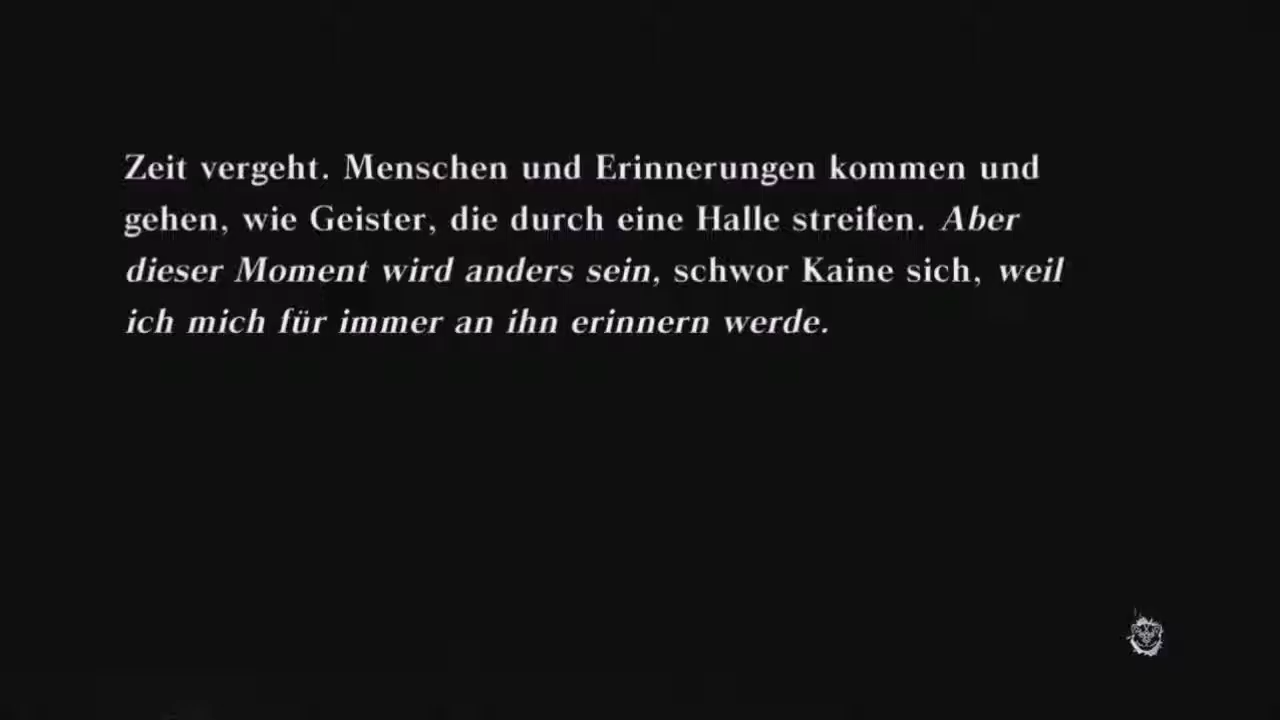 Zeit vergeht. Menschen und Erinnerungen kommen und
gehen, wie Geister, die durch eine Halle streifen. Aber
dieser Moment wird anders sein, schwor Kaine sich, weil
ich mich für immer an ihn erinnern werde.